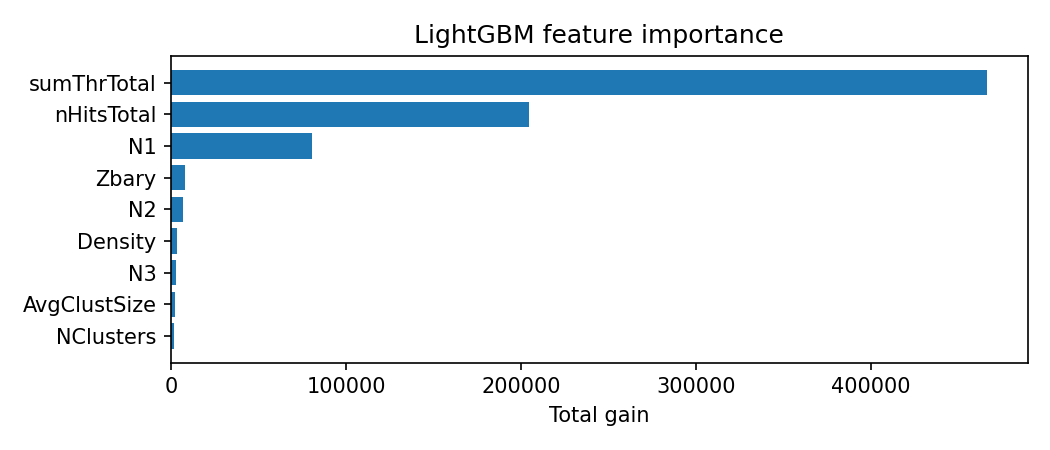 LightGBM feature importance
sumThrTotal
nHitsTotal
N1
Zbary
N2
Density
N3
AvgClustSize
NClusters
0 100000 200000 300000 400000
Total gain